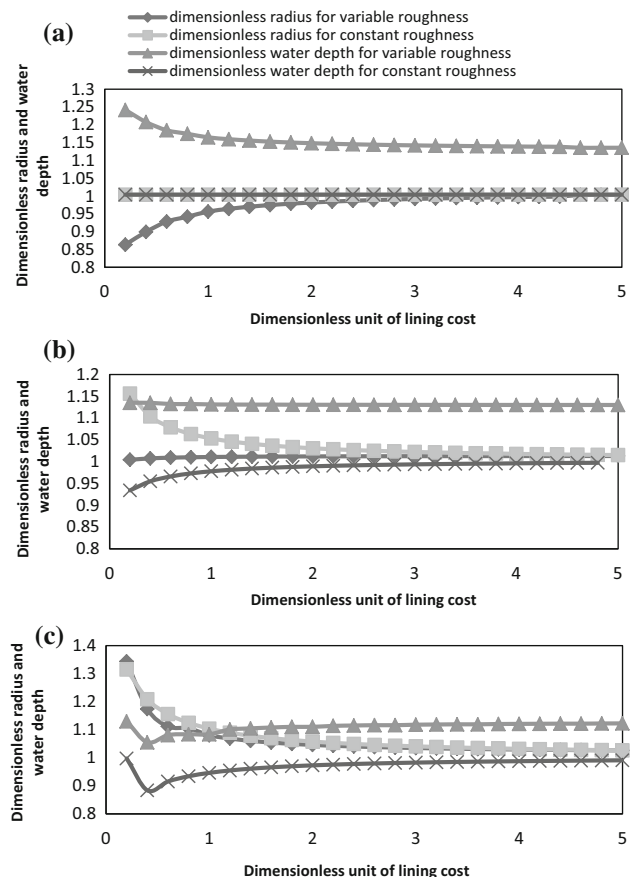 (a)
dimensionless radius for variable roughness
dimensionless radius for constant roughness
dimensionless water depth for variable roughness
dimensionless water depth for constant roughness
Dimensionless radius and water
depth
1.3
1.25
1.2
1.15
1.1
1.05
1
0.95
0.9
0.85
0.8
0 1 2 3 4 5
Dimensionless unit of lining cost
(b)
Dimensionless radius and
water depth
1.2
1.15
1.1
1.05
1
0.95
0.9
0.85
0.8
0 1 2 3 4 5
Dimensionless unit of lining cost
(c)
Dimensionless radius and
water depth
1.4
1.3
1.2
1.1
1
0.9
0.8
0 1 2 3 4 5
Dimensionless unit of lining cost